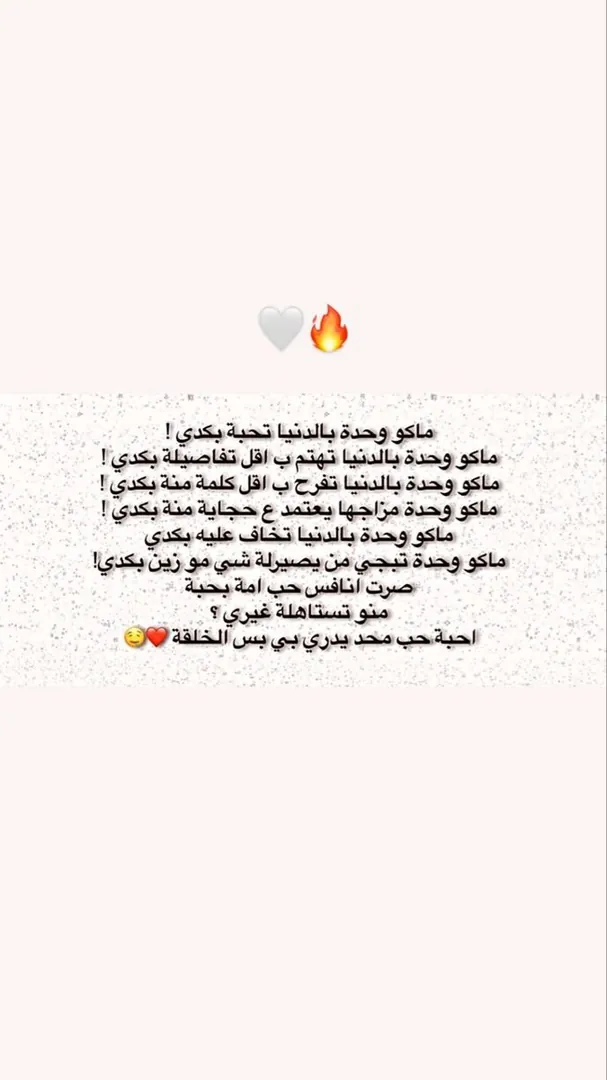 🤍🔥
ماكو وحدة بالدنيا تحبة بكدي !
ماكو وحدة بالدنيا تهتم ب اقل تفاصيلة بكدي !
ماكو وحدة بالدنيا تفرح ب اقل كلمة منة بكدي !
ماكو وحدة مزاجها يعتمد ع حجاية منة بكدي !
ماكو وحدة بالدنيا تخاف عليه بكدي
ماكو وحدة تبجي من يصيرلة شي مو زين بكدي!
صرت انافس حب امة بحبة
منو تستاهلة غيري ؟
احبة حب محد يدري بي بس الخلقة ❤️🤤